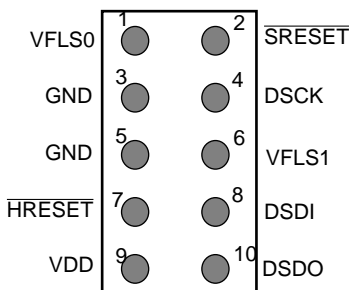 VFLS0 1 2 SRESET
GND 3 4 DSCK
GND 5 6 VFLS1
HRESET 7 8 DSDI
VDD 9 10 DSDO